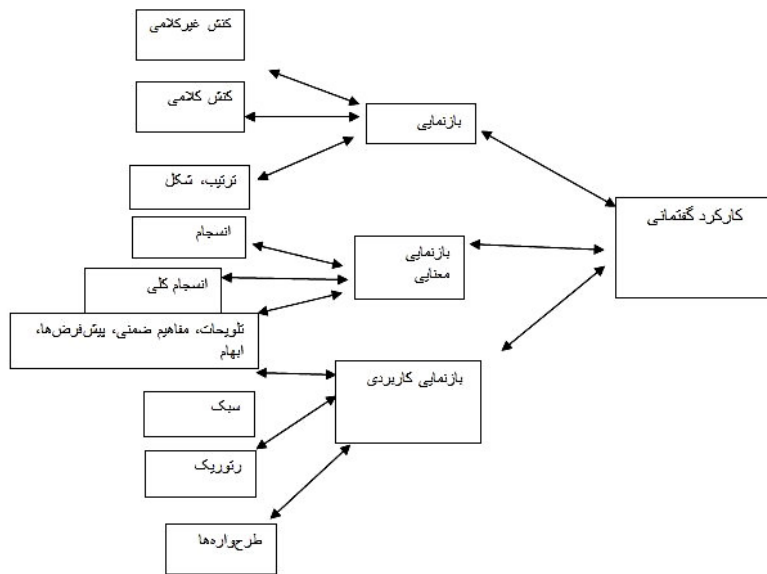 کنش غیرکلامی
کنش کلامی
بازنمایی
ترتیب، شکل
کارکرد گفتمانی
انسجام
بازنمایی
معنایی
انسجام کلی
تلویحات، مفاهیم ضمنی، پیش‌فرض‌ها،
ابهام
بازنمایی کاربردی
سبک
رتوریک
طرح‌واره‌ها